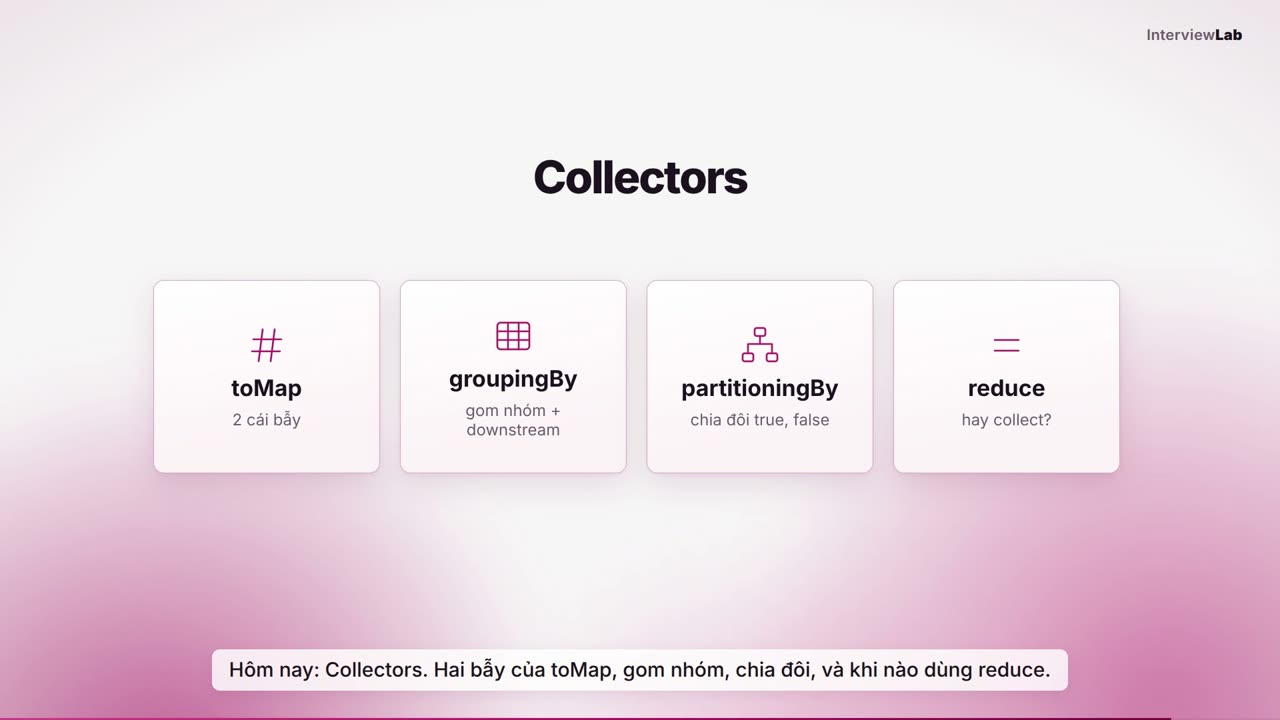 InterviewLab
Collectors
toMap
2 cái bẫy
groupingBy
gom nhóm +
downstream
partitioningBy
chia đôi true, false
reduce
hay collect?
Hôm nay: Collectors. Hai bẫy của toMap, gom nhóm, chia đôi, và khi nào dùng reduce.